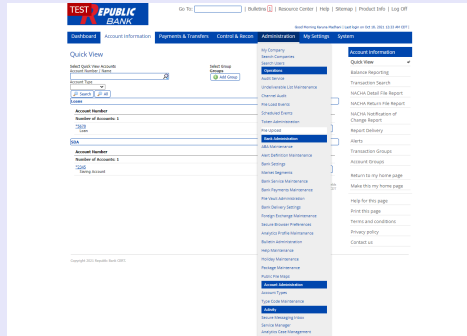 TEST REPUBLIC BANK
Go To: | Bulletins | Resource Center | Help | Sitemap | Product Info | Log Off
Dashboard Account Information Payments & Transfers Control & Recon Administration My Settings System
Quick View
Select Quick View Accounts
Account Number | Name
Account Type
Search All
Select Group
Groups
Add Group
Loans
Account Number
Number of Accounts: 1
Loan
DDA
Account Number
Number of Accounts: 1
Saving Account
My Company
Search Companies
Search Users
Operations
Audit Service
Undeliverable List Maintenance
Channel Audit
File Load Events
Scheduled Events
Token Administration
File Upload
Bank Administration
ABA Maintenance
Alert Definition Maintenance
Bank Settings
Market Segments
Bank Service Maintenance
Bank Payments Maintenance
File Vault Administration
Bank Delivery Settings
Foreign Exchange Maintenance
Secure Browser Preferences
Analytics Profile Maintenance
Bulletin Administration
Help Maintenance
Holiday Maintenance
Package Maintenance
Public File Maps
Account Administration
Account Types
Type Code Maintenance
Activity
Secure Messaging Inbox
Service Manager
Analytics Case Management
Account Information
Quick View
Balance Reporting
Transaction Search
NACHA Detail File Report
NACHA Return File Report
NACHA Notification of
Change Report
Report Delivery
Alerts
Transaction Groups
Account Groups
Return to my home page
Make this my home page
Help for this page
Print this page
Terms and conditions
Privacy policy
Contact us